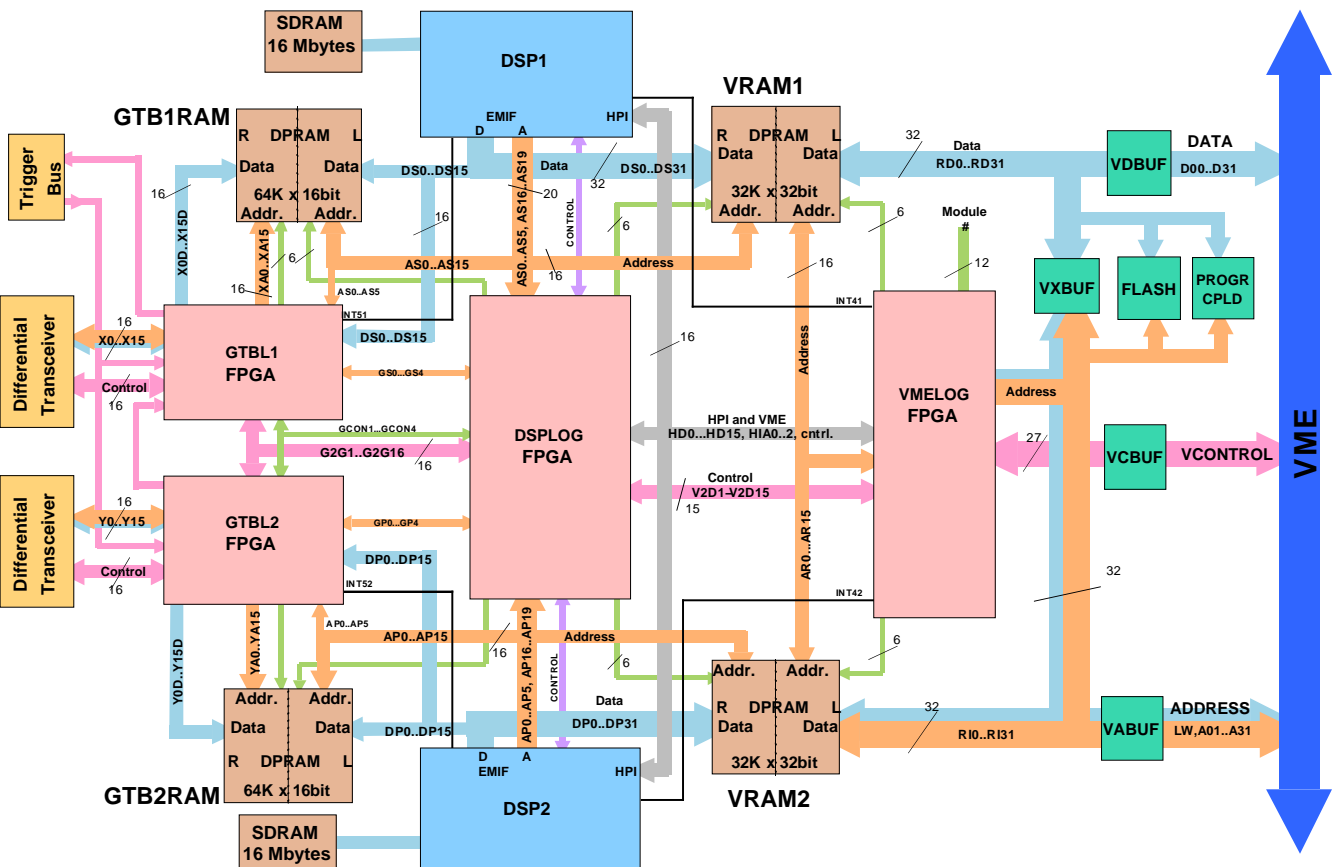 SDRAM
16 Mbytes
DSP1
EMIF
D
A
HPI
VRAM1
GTB1RAM
R DPRAM L
Data
Data
64K x 16bit
Addr. Addr.
R DPRAM L
Data
Data
32K x 32bit
Addr. Addr.
Trigger
Bus
16
X0D..X15D
XA0..XA15
16
6
DS0..DS15
16
Data
DS0..DS31
32
20
AS0..AS5, AS16..AS19
CONTROL
6
16
AS0..AS15
Address
AS0..AS5
32
Data
RD0..RD31
VDBUF
DATA
D00..D31
6
Module
#
12
16
VXBUF
FLASH
PROGR
CPLD
INT51
INT41
DS0..DS15
Differential
Transceiver
16
X0..X15
Control
16
GTBL1
FPGA
GS0...GS4
GCON1...GCON4
G2G1..G2G16
16
DSPLOG
FPGA
16
HPI and VME
HD0...HD15, HIA0..2, cntrl.
Control
V2D1-V2D15
15
Address
AR0...AR15
VMELOG
FPGA
Address
27
VCBUF
VCONTROL
VME
Differential
Transceiver
16
Y0..Y15
Control
16
GTBL2
FPGA
GP0...GP4
DP0..DP15
INT52
INT42
32
Y0D..Y15D
YA0..YA15
AP0..AP5
AP0..AP15
16
AP0..AP5, AP16..AP19
CONTROL
Address
6
6
Addr. Addr.
Data
Data
R DPRAM L
64K x 16bit
GTB2RAM
DP0..DP15
Data
DP0..DP31
Addr. Addr.
R DPRAM L
Data
Data
32K x 32bit
VRAM2
32
RI0..RI31
VABUF
ADDRESS
LW,A01..A31
D
A
EMIF
HPI
DSP2
SDRAM
16 Mbytes